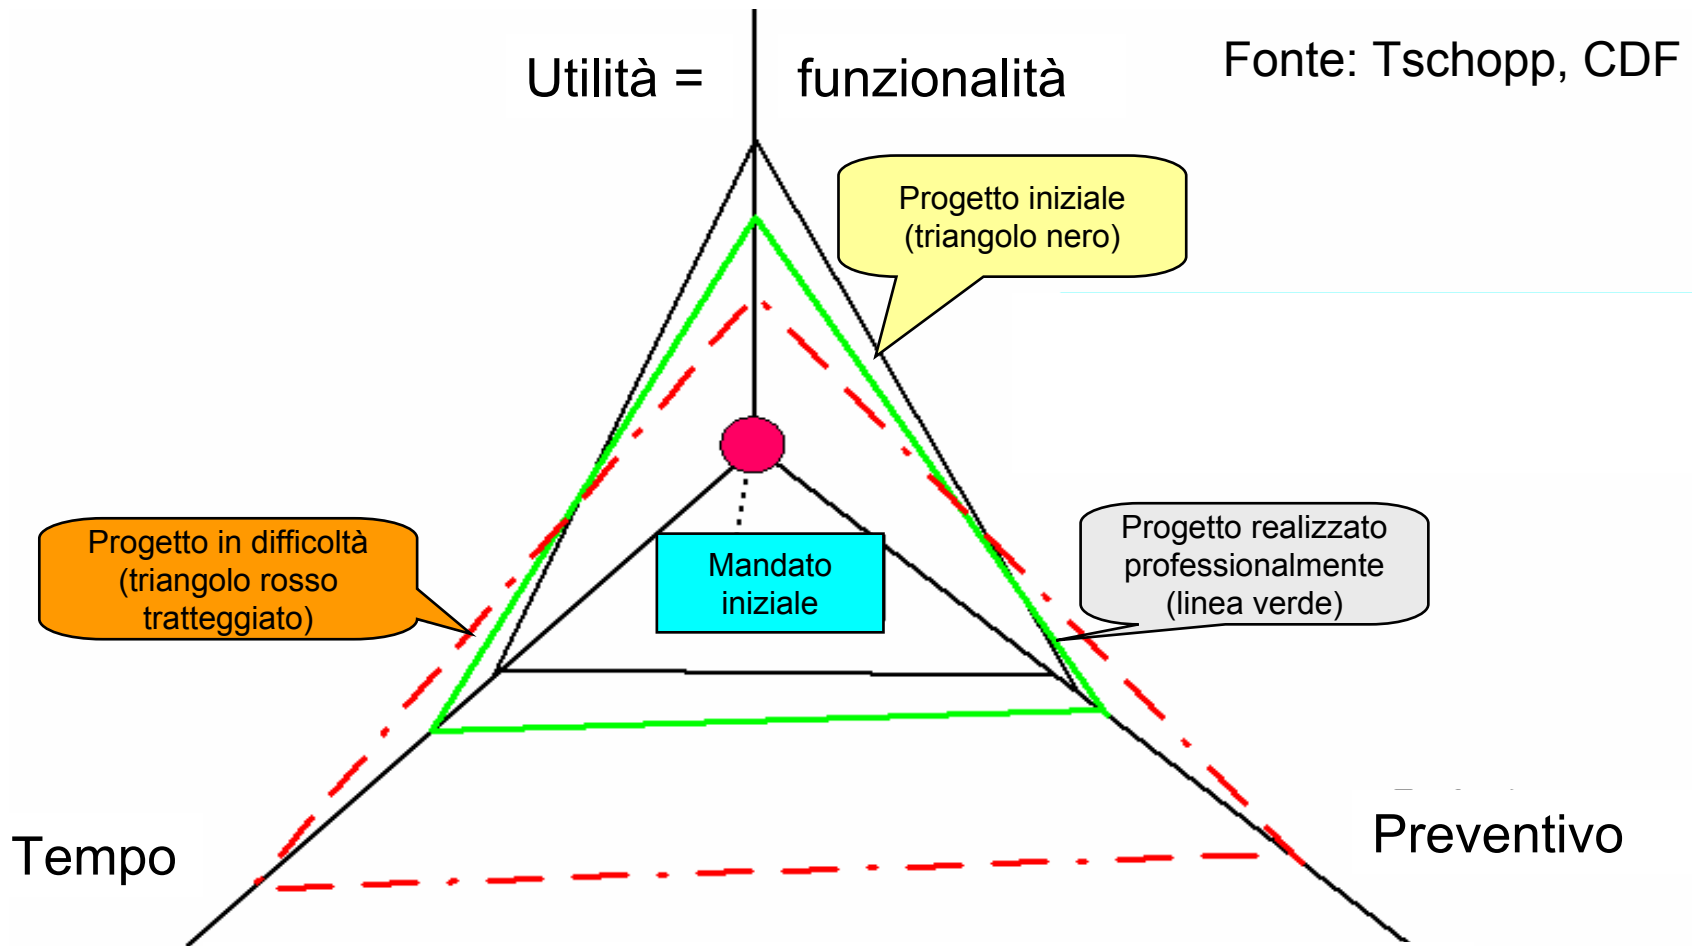 Utilità = funzionalità
Fonte: Tschopp, CDF
Progetto iniziale
(triangolo nero)
Progetto in difficoltà
(triangolo rosso
tratteggiato)
Mandato
iniziale
Progetto realizzato
professionalmente
(linea verde)
Tempo
Preventivo